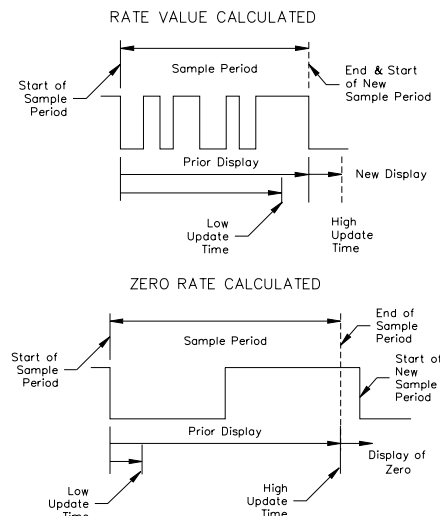 RATE VALUE CALCULATED
Sample Period
Start of
Sample
Period
End & Start
of New
Sample Period
Prior Display
New Display
Low
Update
Time
High
Update
Time
ZERO RATE CALCULATED
End of
Sample
Period
Sample Period
Start of
Sample
Period
Start of
New
Sample
Period
Prior Display
Display of
Zero
Low
Update
Time
High
Update
Time